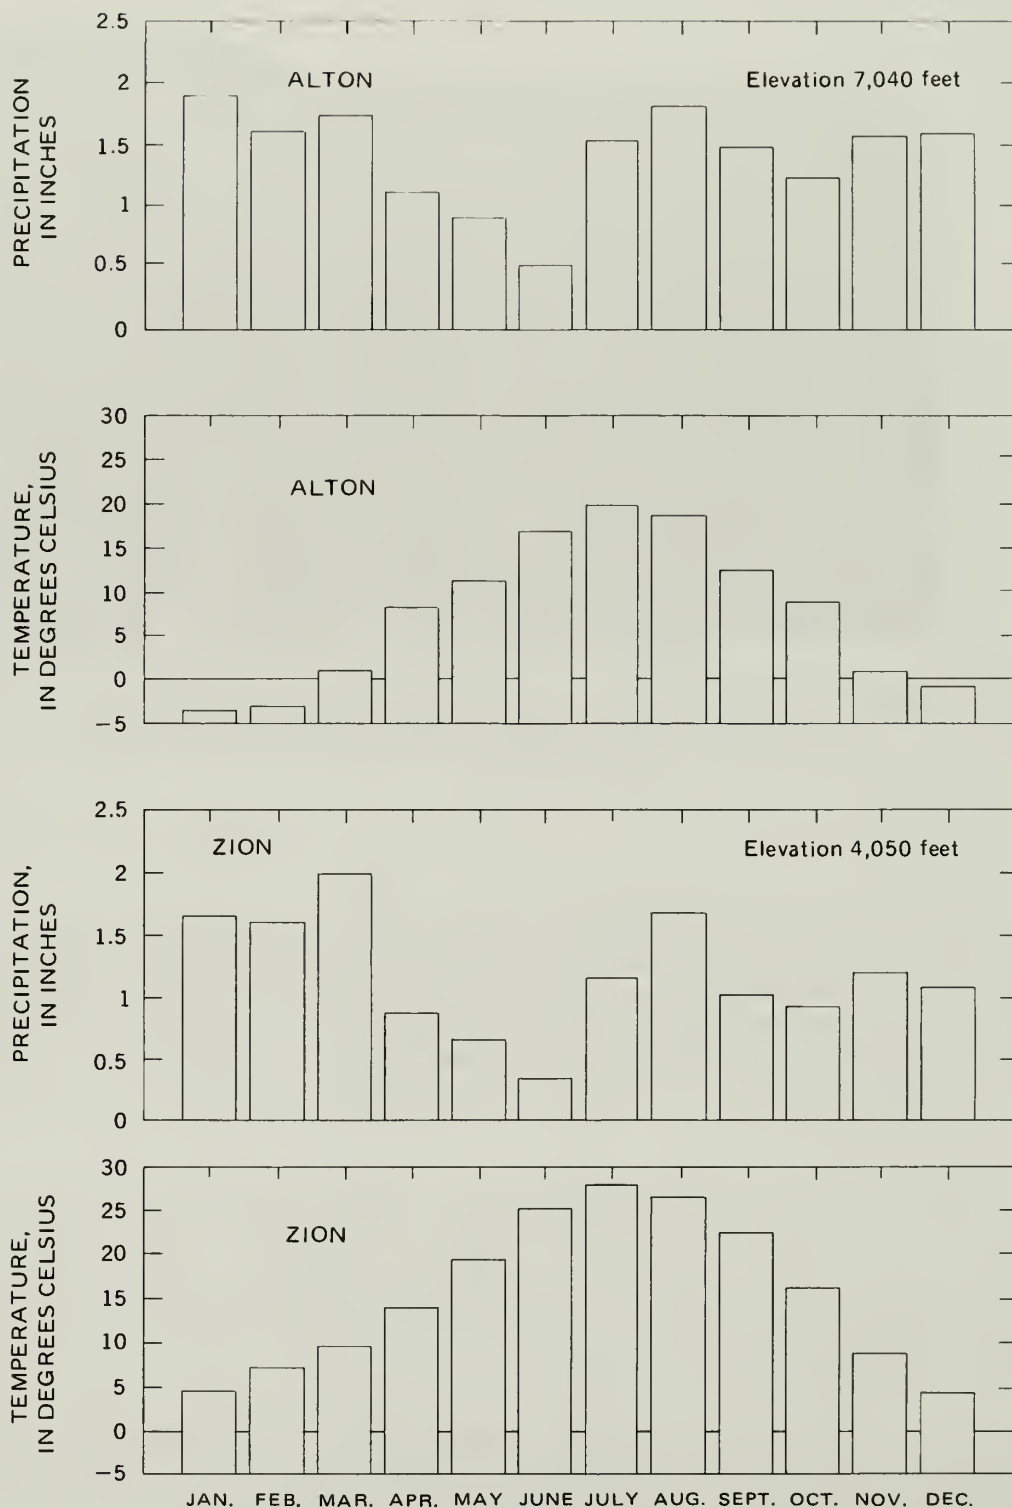 PRECIPITATION
IN INCHES
2.5
2
1.5
1
0.5
0
ALTON
Elevation 7,040 feet
TEMPERATURE,
IN DEGREES CELSIUS
30
25
20
15
10
5
0
−5
ALTON
PRECIPITATION,
IN INCHES
2.5
2
1.5
1
0.5
0
ZION
Elevation 4,050 feet
TEMPERATURE,
IN DEGREES CELSIUS
30
25
20
15
10
5
0
−5
ZION
JAN. FEB. MAR. APR. MAY JUNE JULY AUG. SEPT. OCT. NOV. DEC.